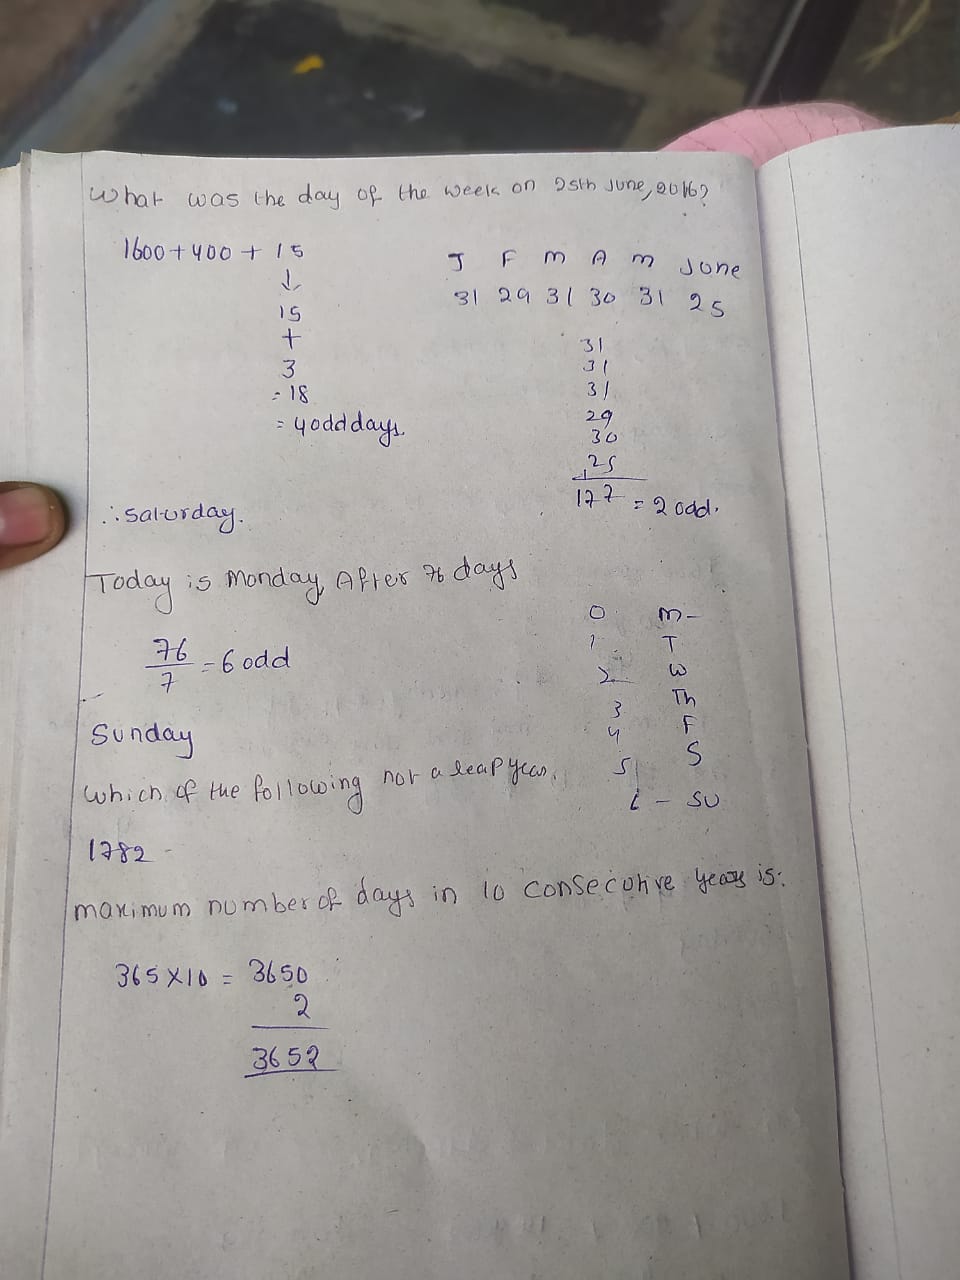 What was the day of the week on 25th June, 2016?
1600 + 400 + 15
↓
15
+
3
= 18
= 4 odd days.
J F M A M June
31 29 31 30 31 25
31
31
31
29
30
25
177 = 2 odd.
∴ Saturday.
Today is Monday, After 76 days
76
7
= 6 odd
0 M-
1 T
2 W
3 Th
4 F
5 S
6 - SU
Sunday
Which of the following not a leap year.
1782 -
maximum number of days in 10 consecutive years is:
365 X 10 = 3650
2
3652